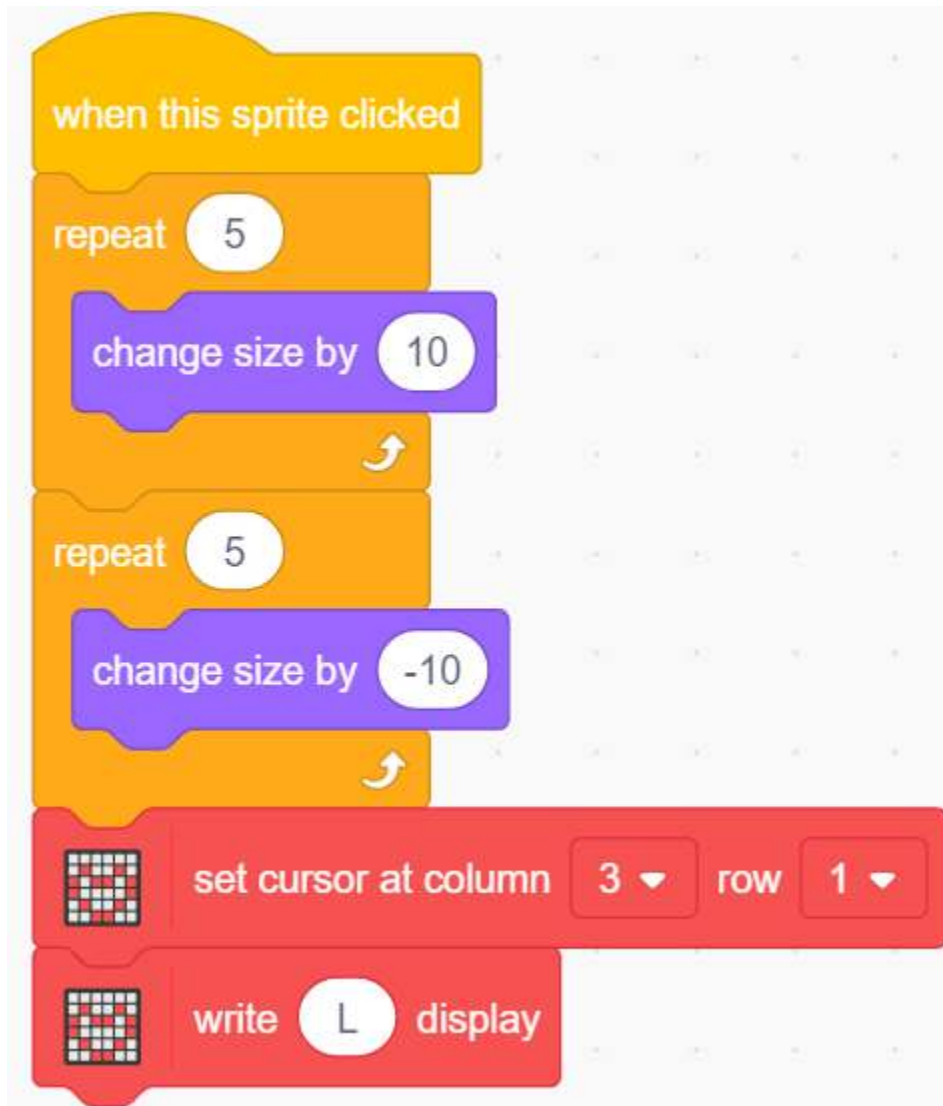 when this sprite clicked
repeat 5
change size by 10
repeat 5
change size by -10
set cursor at column 3 row 1
write L display